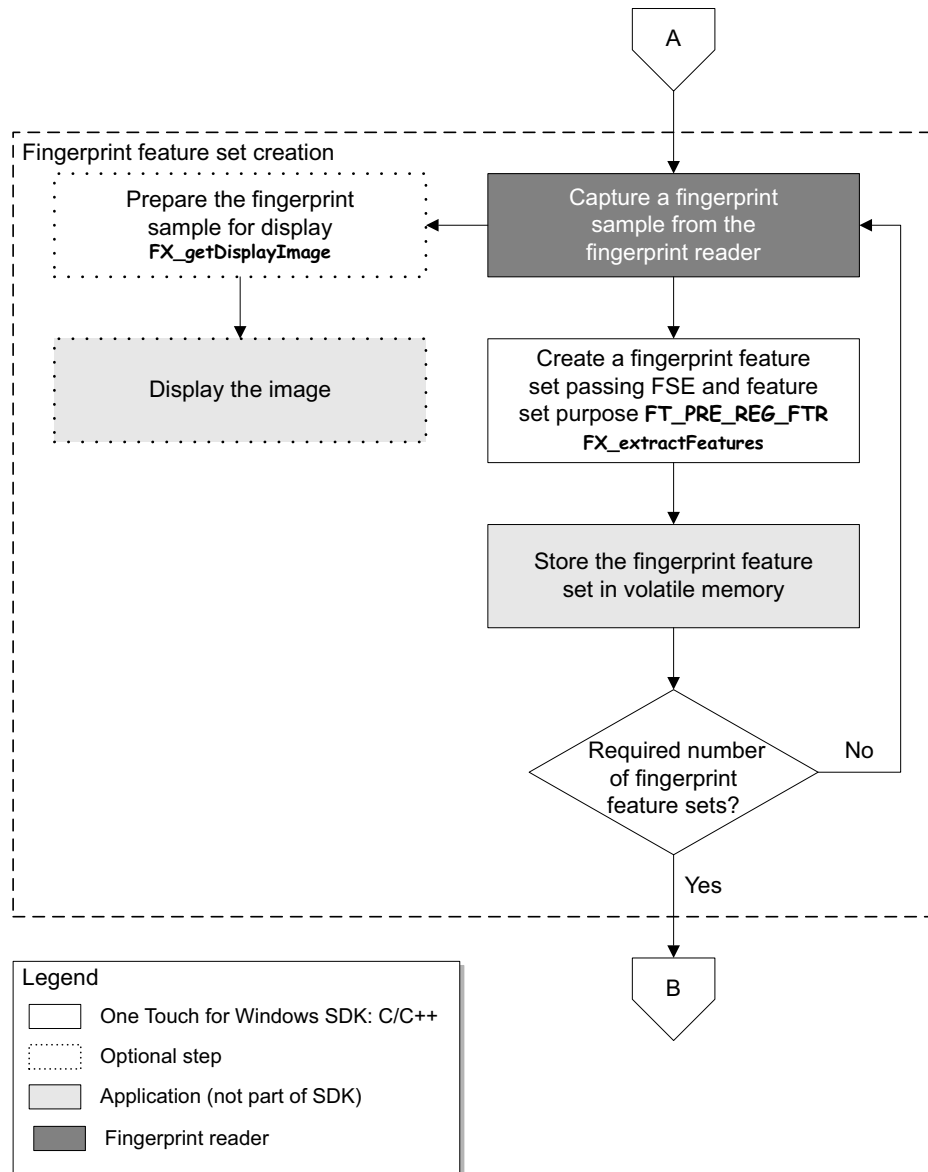 A
Fingerprint feature set creation
Prepare the fingerprint
sample for display
FX_getDisplayImage
Capture a fingerprint
sample from the
fingerprint reader
Display the image
Create a fingerprint feature
set passing FSE and feature
set purpose FT_PRE_REG_FTR
FX_extractFeatures
Store the fingerprint feature
set in volatile memory
Required number
of fingerprint
feature sets?
No
Yes
B
Legend
One Touch for Windows SDK: C/C++
Optional step
Application (not part of SDK)
Fingerprint reader